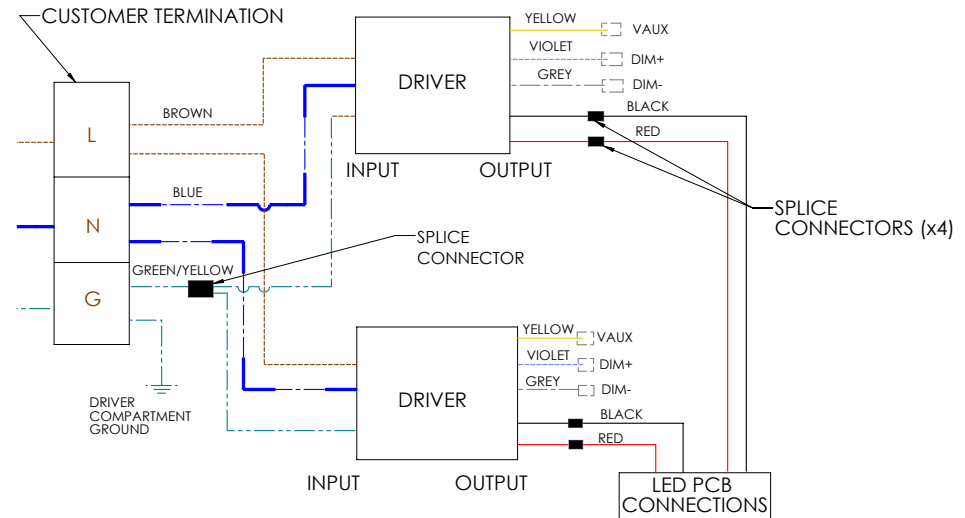 CUSTOMER TERMINATION
L
N
G
BROWN
BLUE
GREEN/YELLOW
SPLICE
CONNECTOR
DRIVER
COMPARTMENT
GROUND
DRIVER
INPUT
OUTPUT
YELLOW
VAUX
VIOLET
DIM+
GREY
DIM-
BLACK
RED
SPLICE
CONNECTORS (x4)
DRIVER
INPUT
OUTPUT
YELLOW
VAUX
VIOLET
DIM+
GREY
DIM-
BLACK
RED
LED PCB
CONNECTIONS